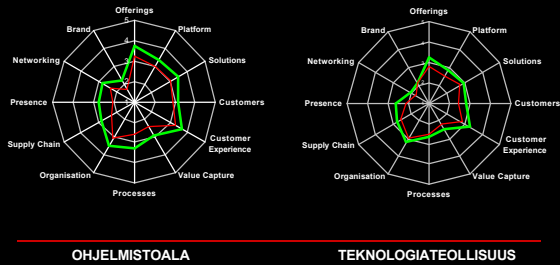 Offerings
Platform
Solutions
Customers
Customer
Experience
Value Capture
Processes
Organisation
Supply Chain
Presence
Networking
Brand
5
4
3
2
Offerings
Platform
Solutions
Customers
Customer
Experience
Value Capture
Processes
Organisation
Supply Chain
Presence
Networking
Brand
OHJELMISTOALA
TEKNOLOGIATEOLLISUUS